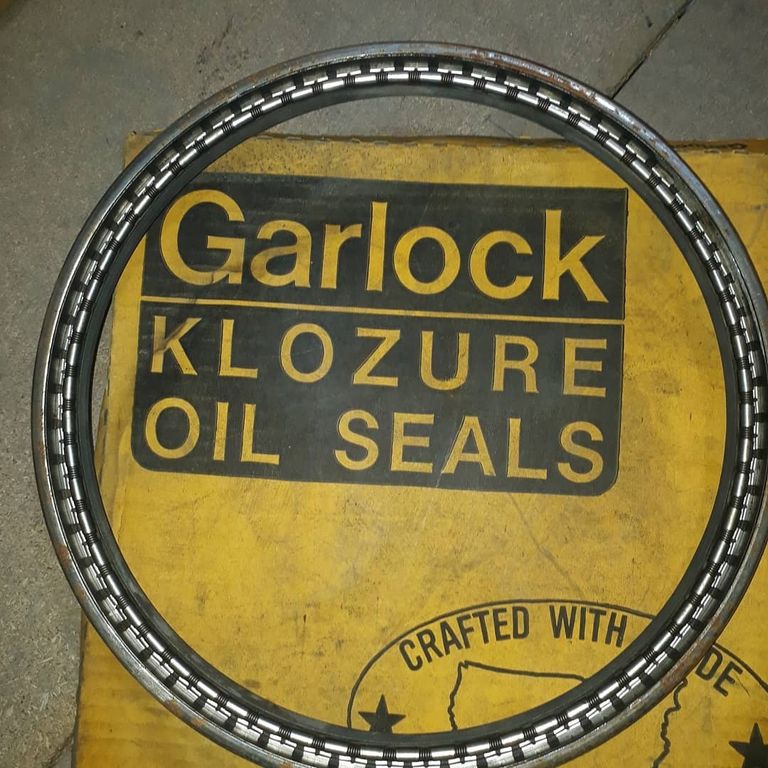 Garlock
KLOZURE
OIL SEALS
CRAFTED WITH